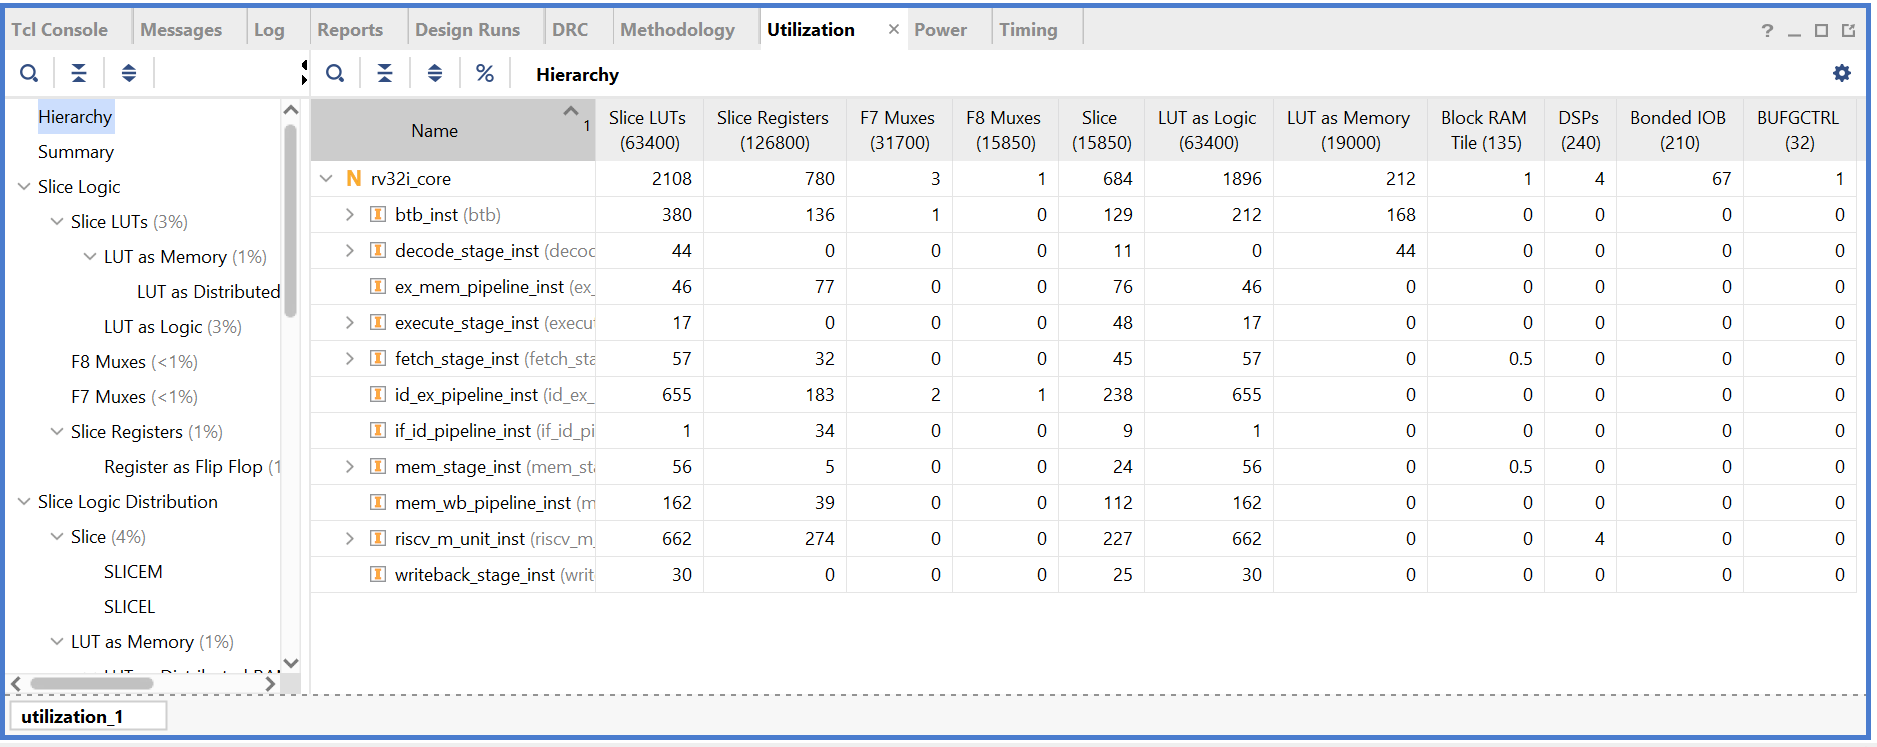 Tcl Console Messages Log Reports Design Runs DRC Methodology Utilization × Power Timing ?
% Hierarchy
Hierarchy
Summary
Slice Logic
Slice LUTs (3%)
LUT as Memory (1%)
LUT as Distributed
LUT as Logic (3%)
F8 Muxes (<1%)
F7 Muxes (<1%)
Slice Registers (1%)
Register as Flip Flop (1
Slice Logic Distribution
Slice (4%)
SLICEM
SLICEL
LUT as Memory (1%)
Name 1 Slice LUTs (63400) Slice Registers (126800) F7 Muxes (31700) F8 Muxes (15850) Slice (15850) LUT as Logic (63400) LUT as Memory (19000) Block RAM Tile (135) DSPs (240) Bonded IOB (210) BUFGCTRL (32)
N rv32i_core 2108 780 3 1 684 1896 212 1 4 67 1
I btb_inst (btb) 380 136 1 0 129 212 168 0 0 0 0
I decode_stage_inst (decoc 44 0 0 0 11 0 44 0 0 0 0
I ex_mem_pipeline_inst (ex_ 46 77 0 0 76 46 0 0 0 0 0
I execute_stage_inst (execut 17 0 0 0 48 17 0 0 0 0 0
I fetch_stage_inst (fetch_sta 57 32 0 0 45 57 0 0.5 0 0 0
I id_ex_pipeline_inst (id_ex_ 655 183 2 1 238 655 0 0 0 0 0
I if_id_pipeline_inst (if_id_pi 1 34 0 0 9 1 0 0 0 0 0
I mem_stage_inst (mem_sta 56 5 0 0 24 56 0 0.5 0 0 0
I mem_wb_pipeline_inst (m 162 39 0 0 112 162 0 0 0 0 0
I riscv_m_unit_inst (riscv_m_ 662 274 0 0 227 662 0 0 4 0 0
I writeback_stage_inst (writ 30 0 0 0 25 30 0 0 0 0 0
utilization_1